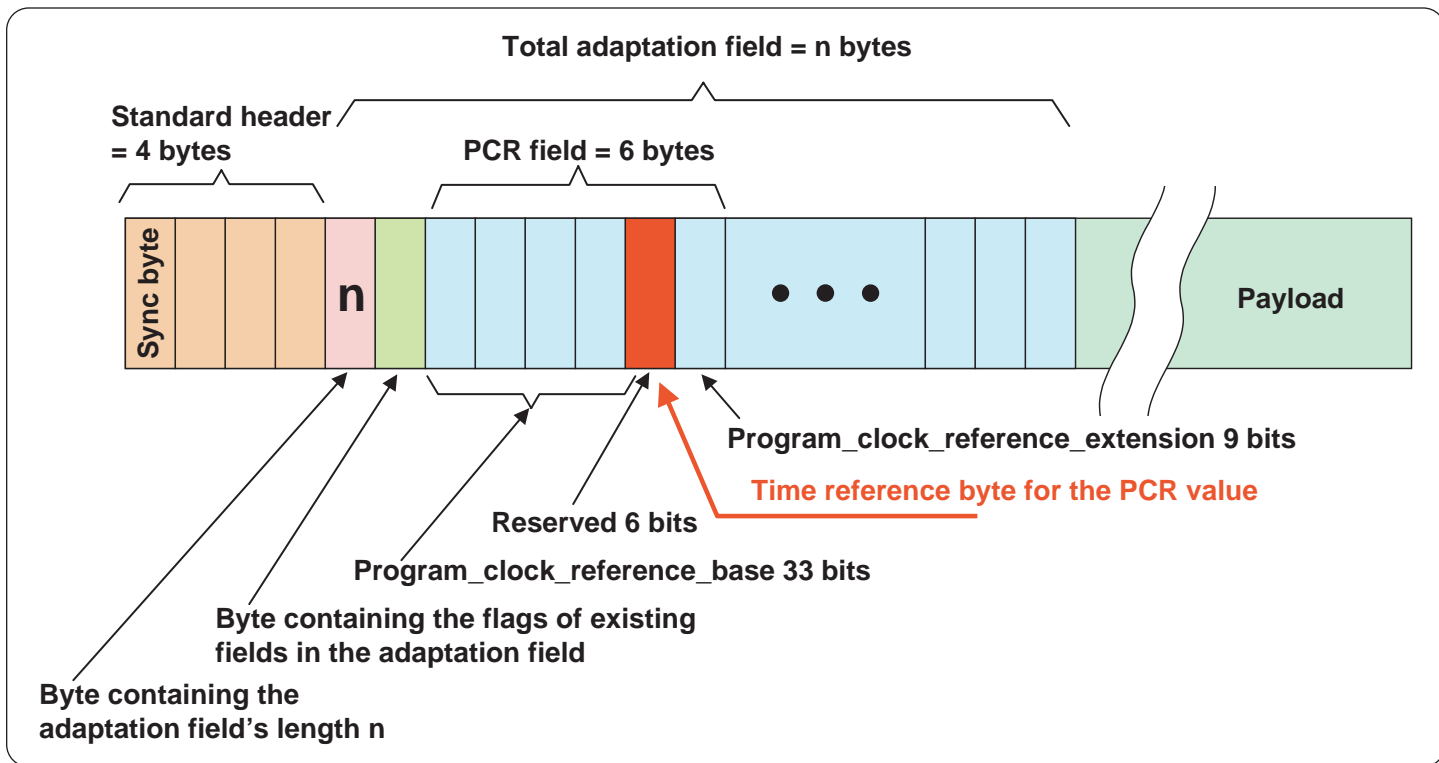 Total adaptation field = n bytes
Standard header
= 4 bytes
PCR field = 6 bytes
Sync byte
n
Payload
Program_clock_reference_extension 9 bits
Time reference byte for the PCR value
Reserved 6 bits
Program_clock_reference_base 33 bits
Byte containing the flags of existing
fields in the adaptation field
Byte containing the
adaptation field’s length n